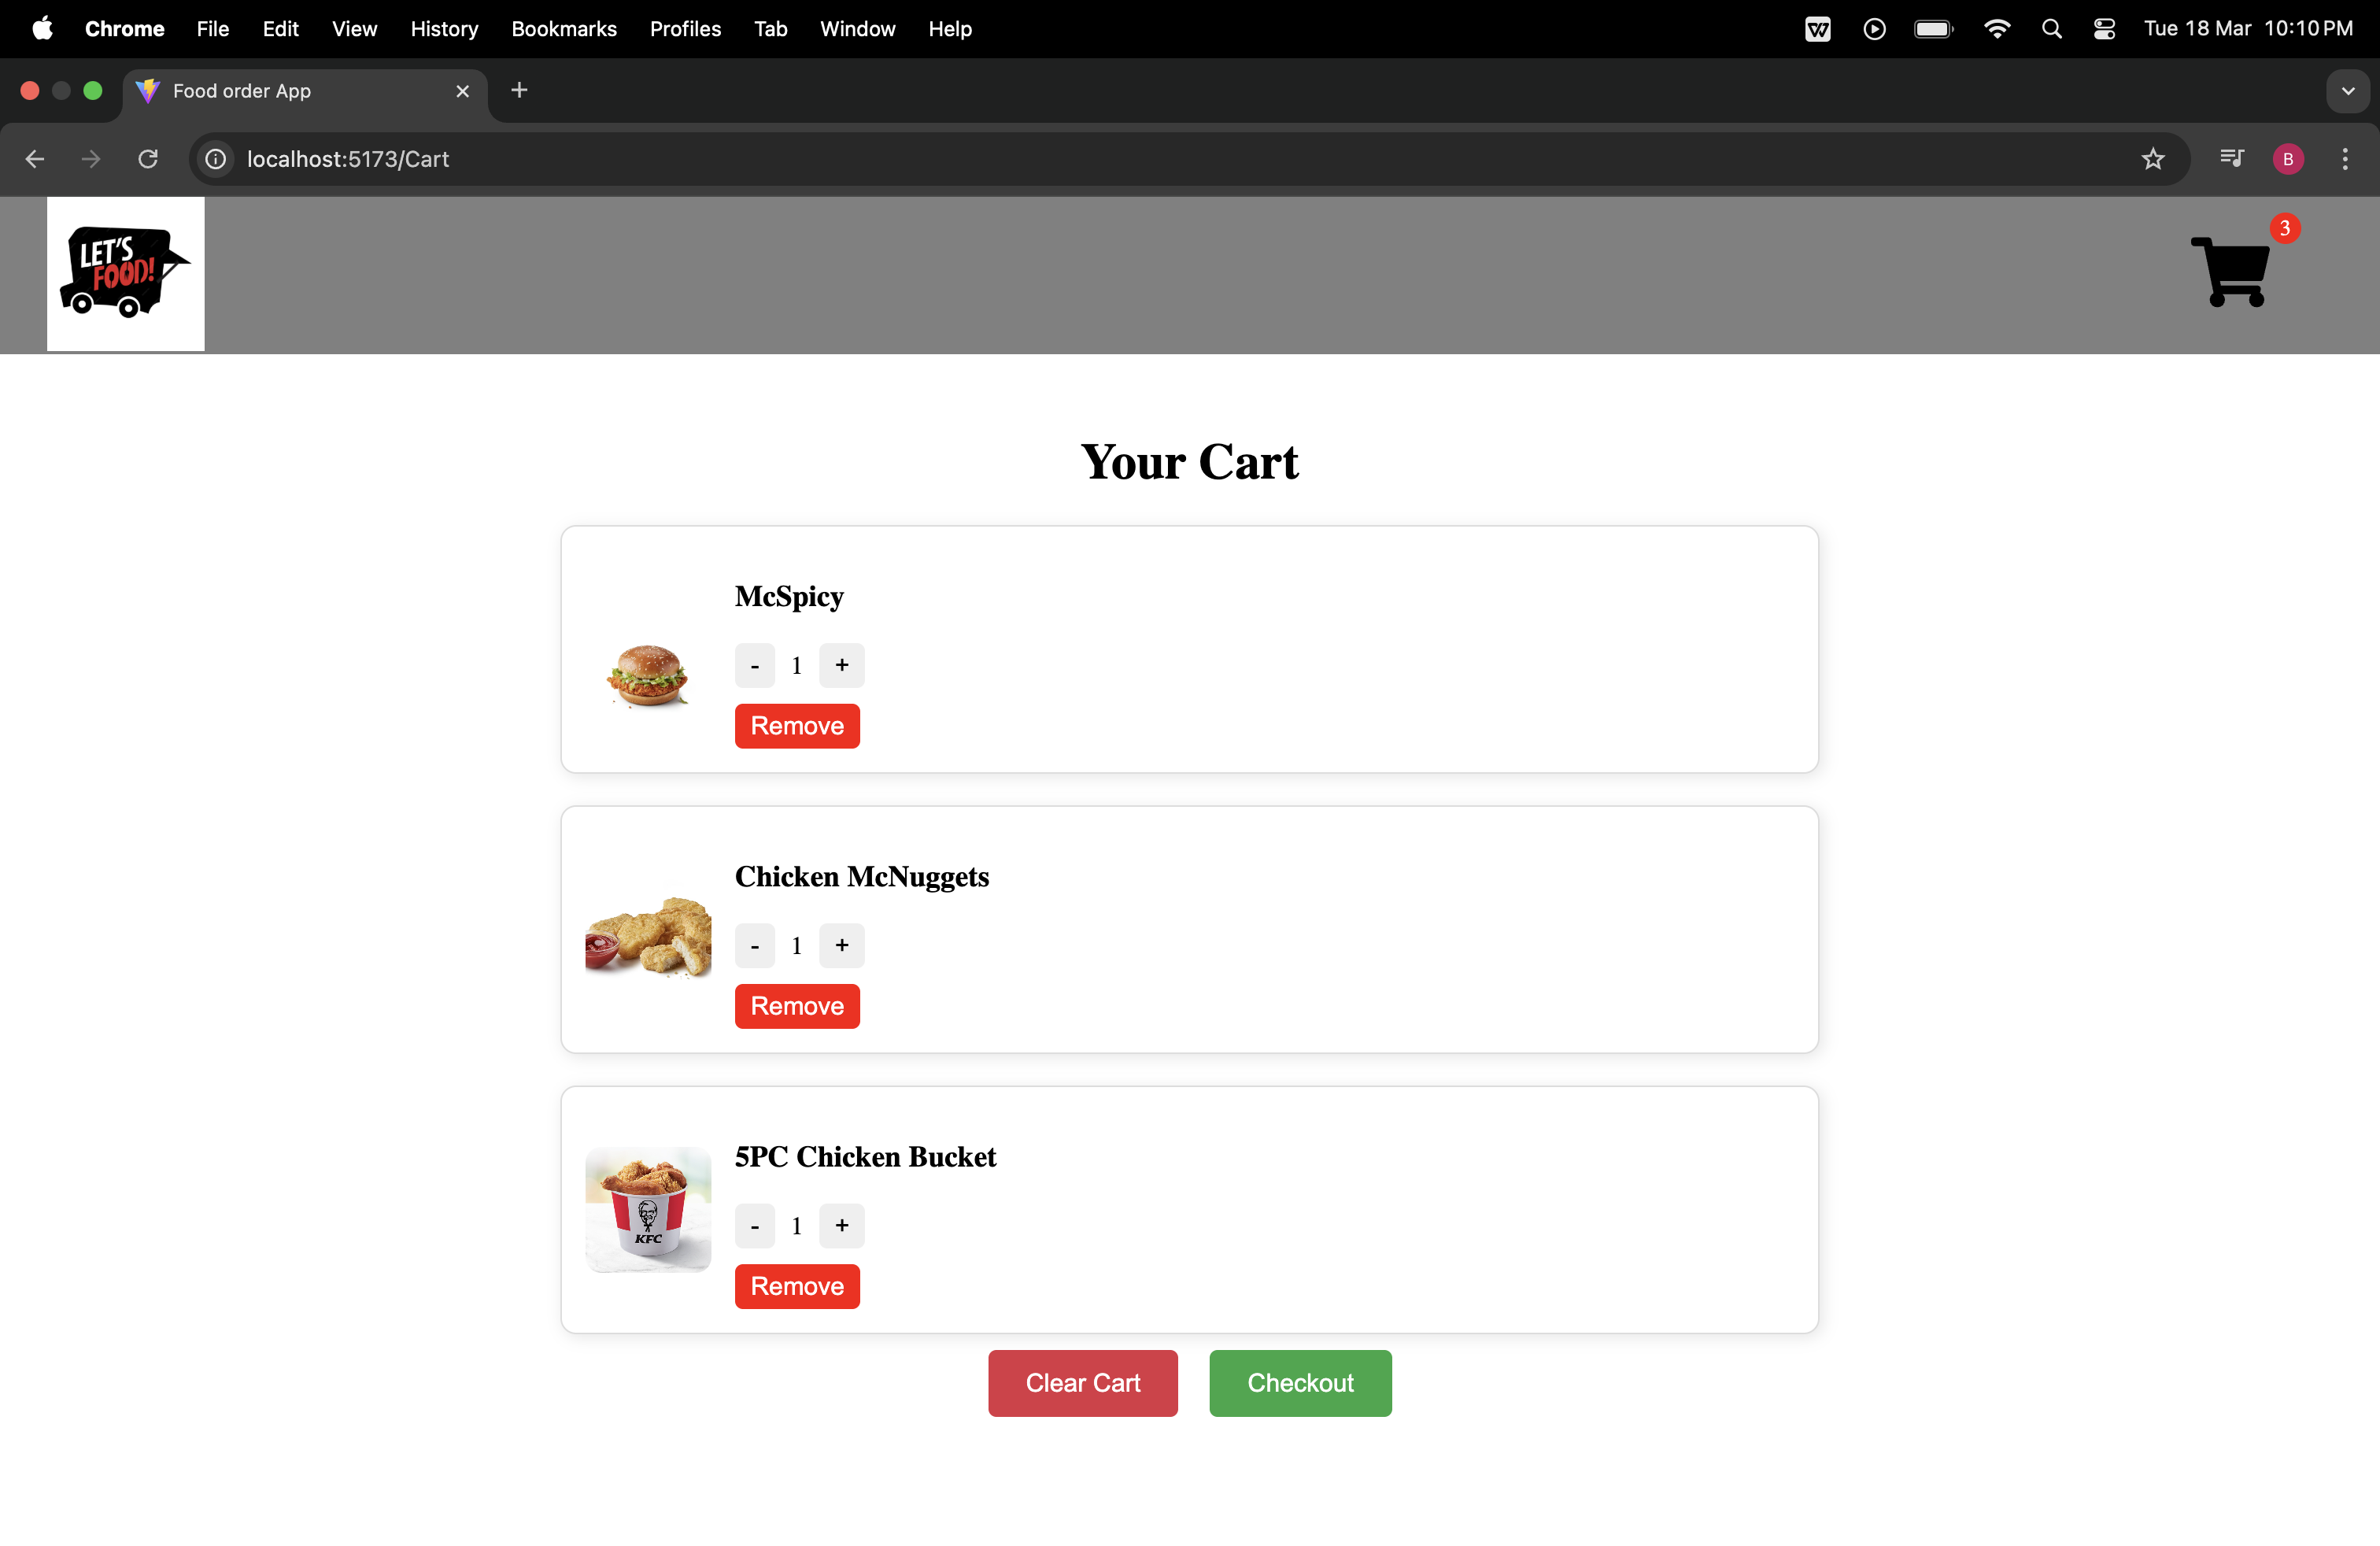 Chrome File Edit View History Bookmarks Profiles Tab Window Help Tue 18 Mar 10:10 PM
Food order App
localhost:5173/Cart
B
LET'S
FOOD!
3
Your Cart
McSpicy
- 1 +
Remove
Chicken McNuggets
- 1 +
Remove
5PC Chicken Bucket
KFC
- 1 +
Remove
Clear Cart Checkout